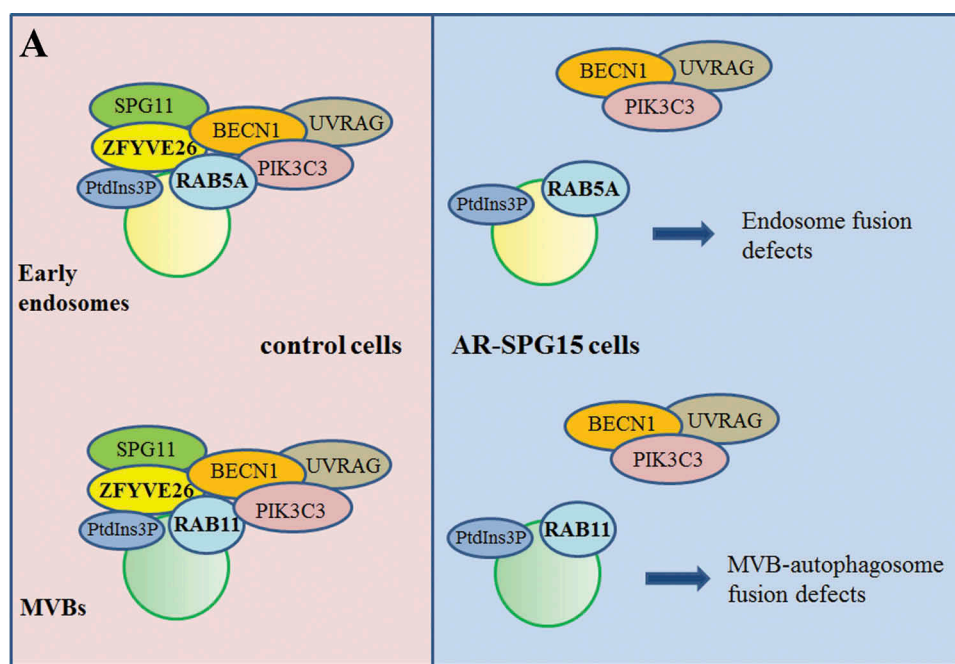 A
SPG11
ZFYVE26
BECN1
UVRAG
PIK3C3
PtdIns3P
RAB5A
Early
endosomes
control cells
SPG11
ZFYVE26
BECN1
UVRAG
PIK3C3
PtdIns3P
RAB11
MVBs
BECN1
UVRAG
PIK3C3
PtdIns3P
RAB5A
Endosome fusion
defects
AR-SPG15 cells
BECN1
UVRAG
PIK3C3
PtdIns3P
RAB11
MVB-autophagosome
fusion defects